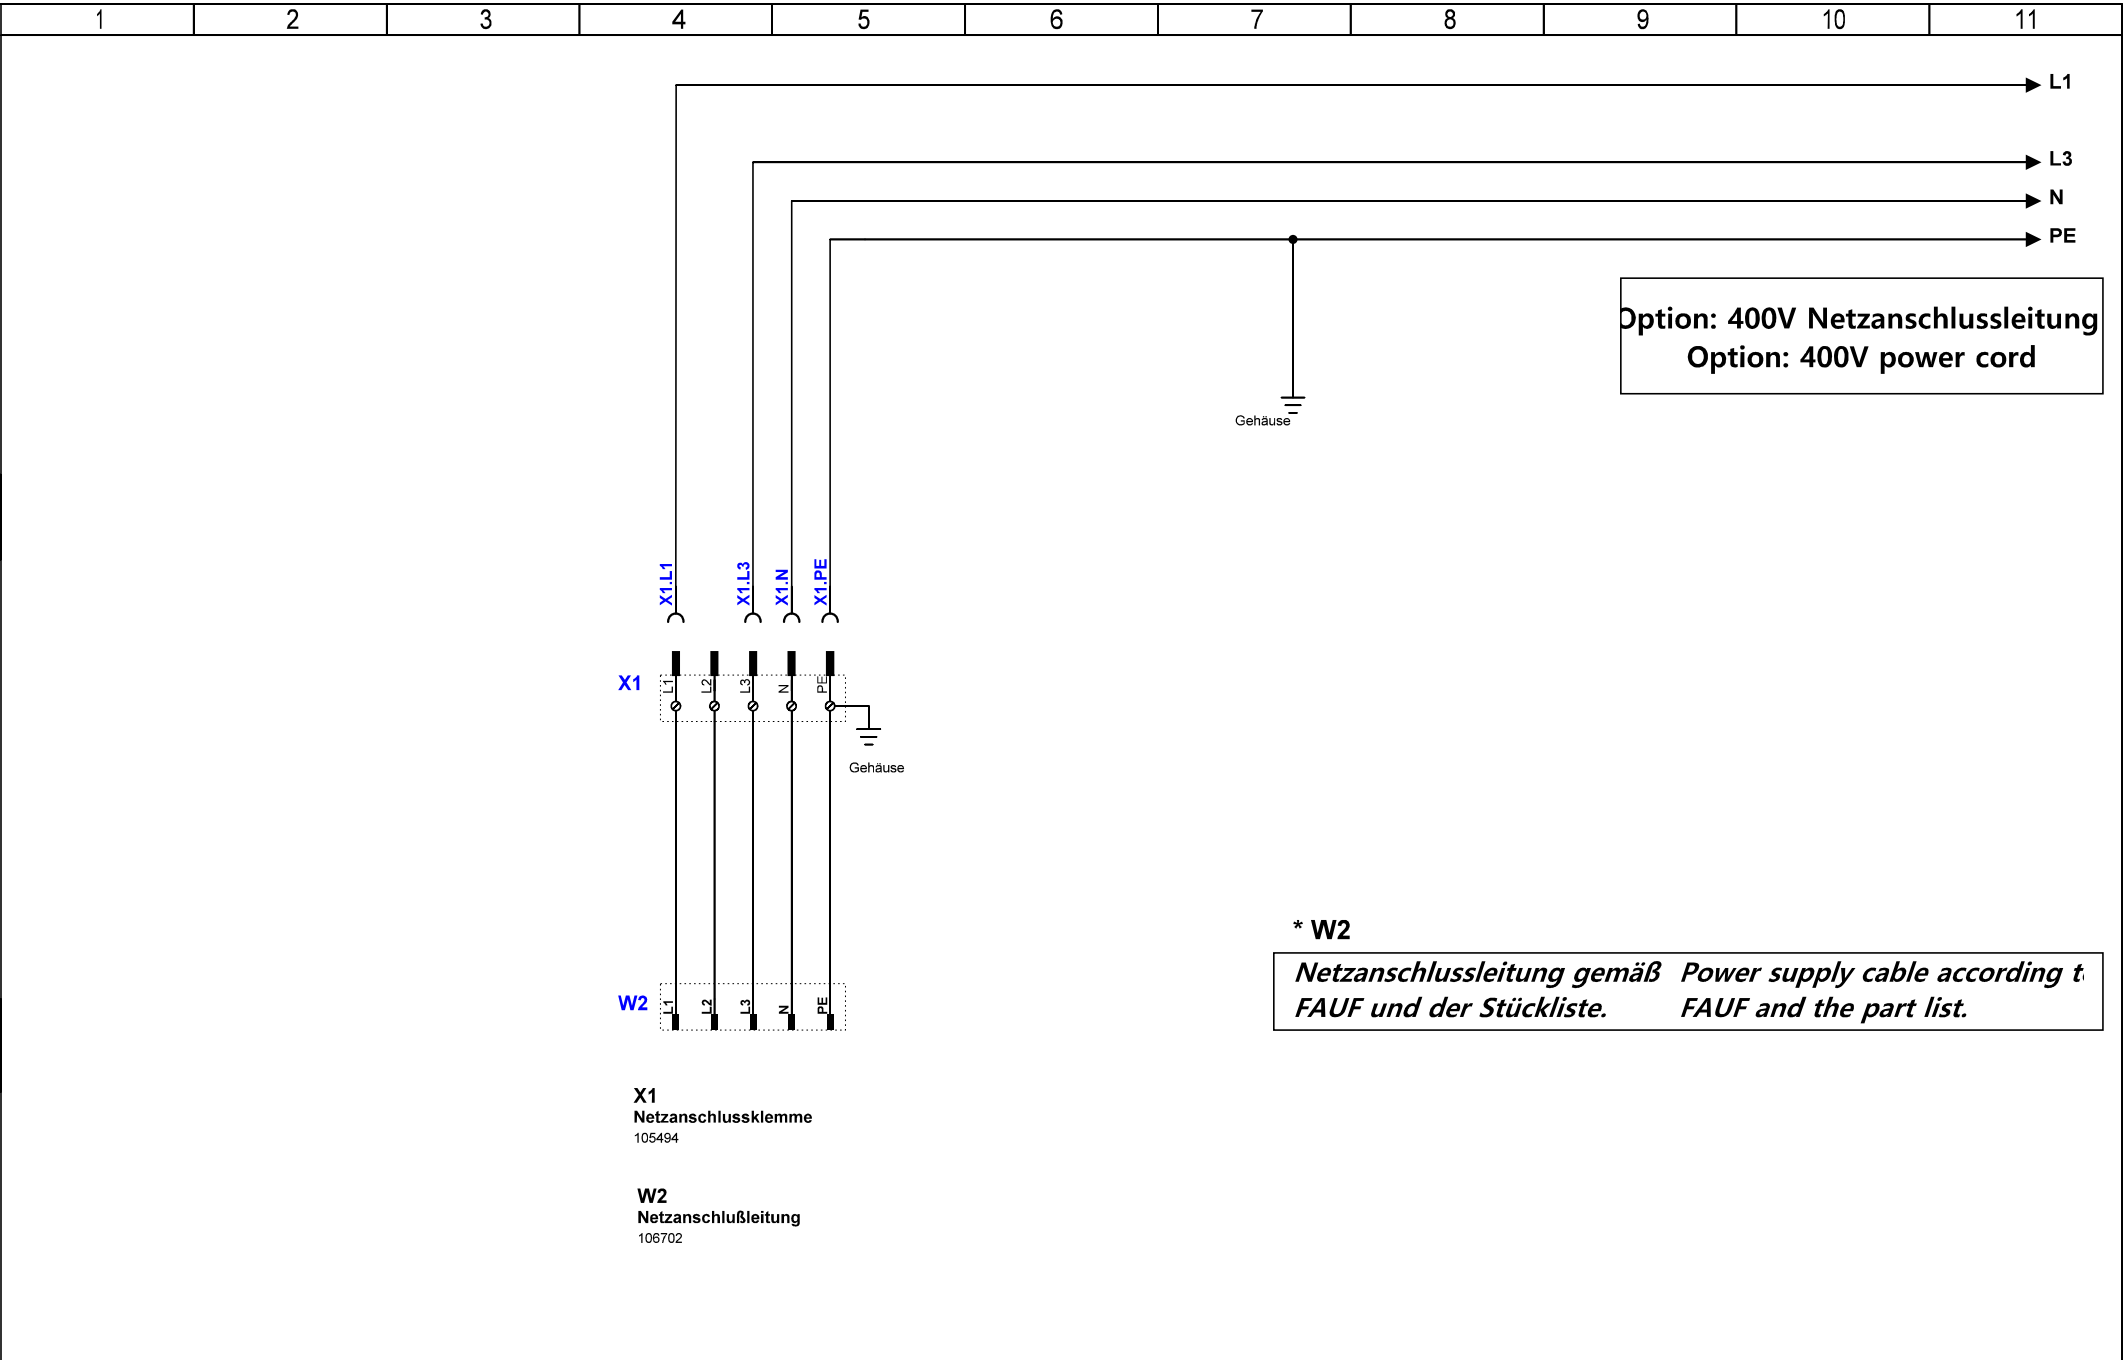 1 2 3 4 5 6 7 8 9 10 11
L1
L3
N
PE
Option: 400V Netzanschlussleitung
Option: 400V power cord
Gehäuse
X1.L1 X1.L3 X1.N X1.PE
X1 L1 L2 L3 N PE
Gehäuse
* W2
Netzanschlussleitung gemäß Power supply cable according t
FAUF und der Stückliste. FAUF and the part list.
W2 L1 L2 L3 N PE
X1
Netzanschlussklemme
105494
W2
Netzanschlußleitung
106702